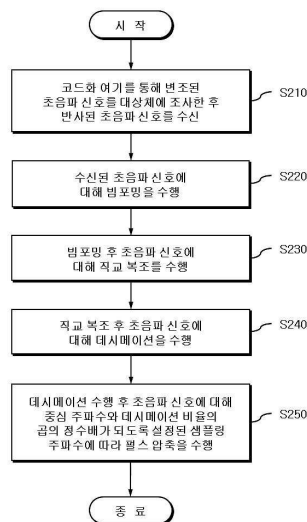 시 작
코드화 여기를 통해 변조된
초음파 신호를 대상체에 조사한 후
반사된 초음파 신호를 수신
S210
수신된 초음파 신호에
대해 빔포밍을 수행
S220
빔포밍 후 초음파 신호에
대해 직교 복조를 수행
S230
직교 복조 후 초음파 신호에
대해 데시메이션을 수행
S240
데시메이션 수행 후 초음파 신호에 대해
중심 주파수와 데시메이션 비율의
곱의 정수배가 되도록 설정된 샘플링
주파수에 따라 펄스 압축을 수행
S250
종 료